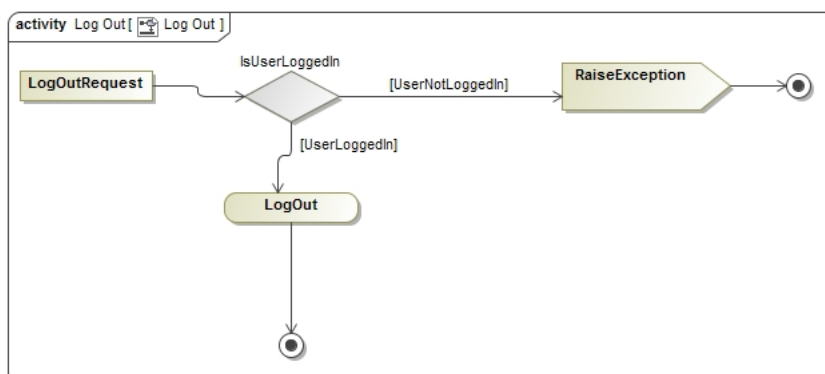 activity Log Out [ Log Out ]
IsUserLoggedIn
LogOutRequest
[UserNotLoggedIn]
RaiseException
[UserLoggedIn]
LogOut